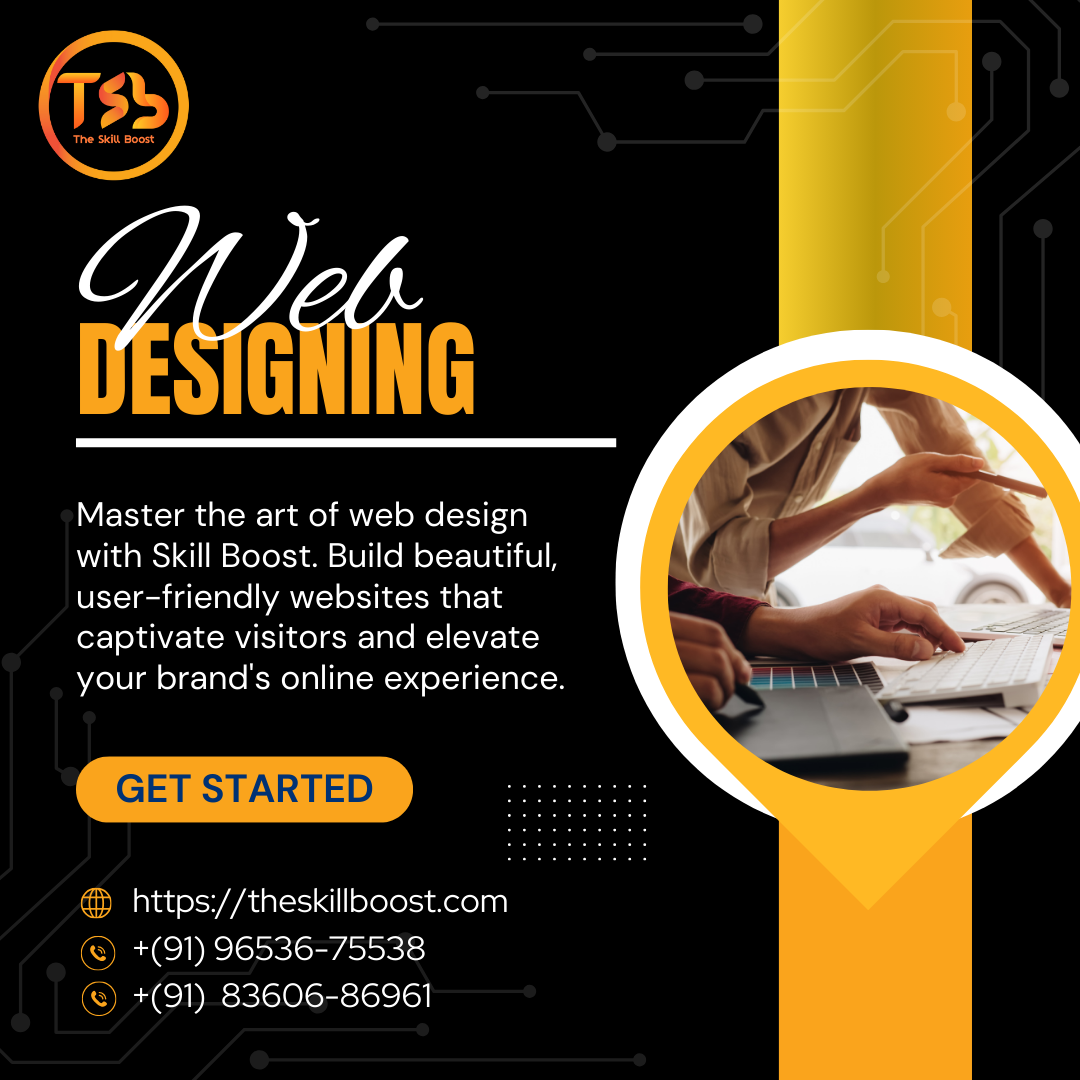 TSb
The Skill Boost
Web
DESIGNING
Master the art of web design
with Skill Boost. Build beautiful,
user-friendly websites that
captivate visitors and elevate
your brand's online experience.
GET STARTED
https://theskillboost.com
+(91) 96536-75538
+(91) 83606-86961